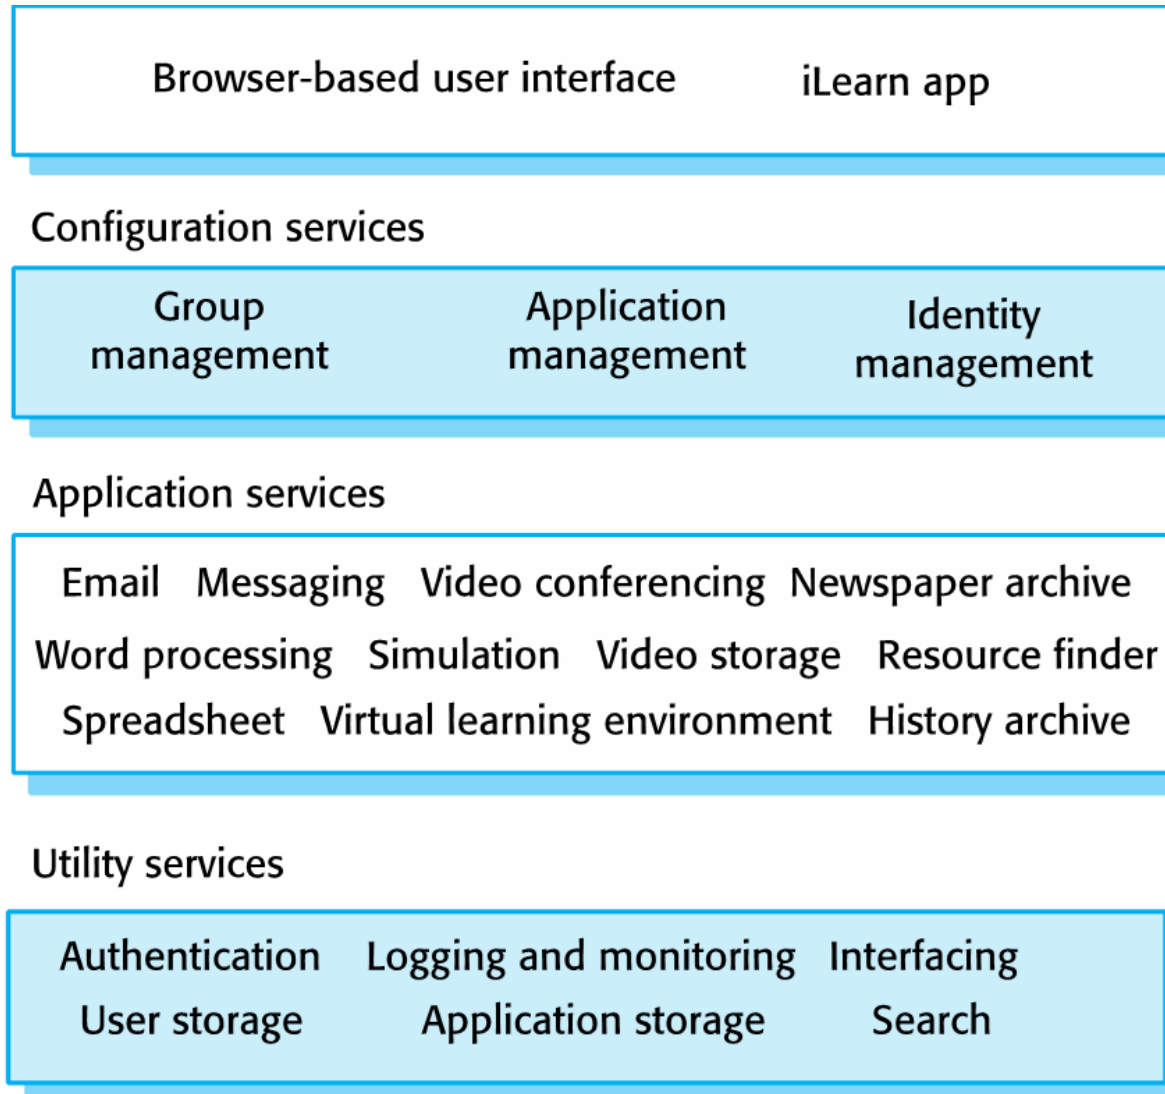 Browser-based user interface iLearn app
Configuration services
Group management
Application management
Identity management
Application services
Email Messaging Video conferencing Newspaper archive
Word processing Simulation Video storage Resource finder
Spreadsheet Virtual learning environment History archive
Utility services
Authentication Logging and monitoring Interfacing
User storage Application storage Search